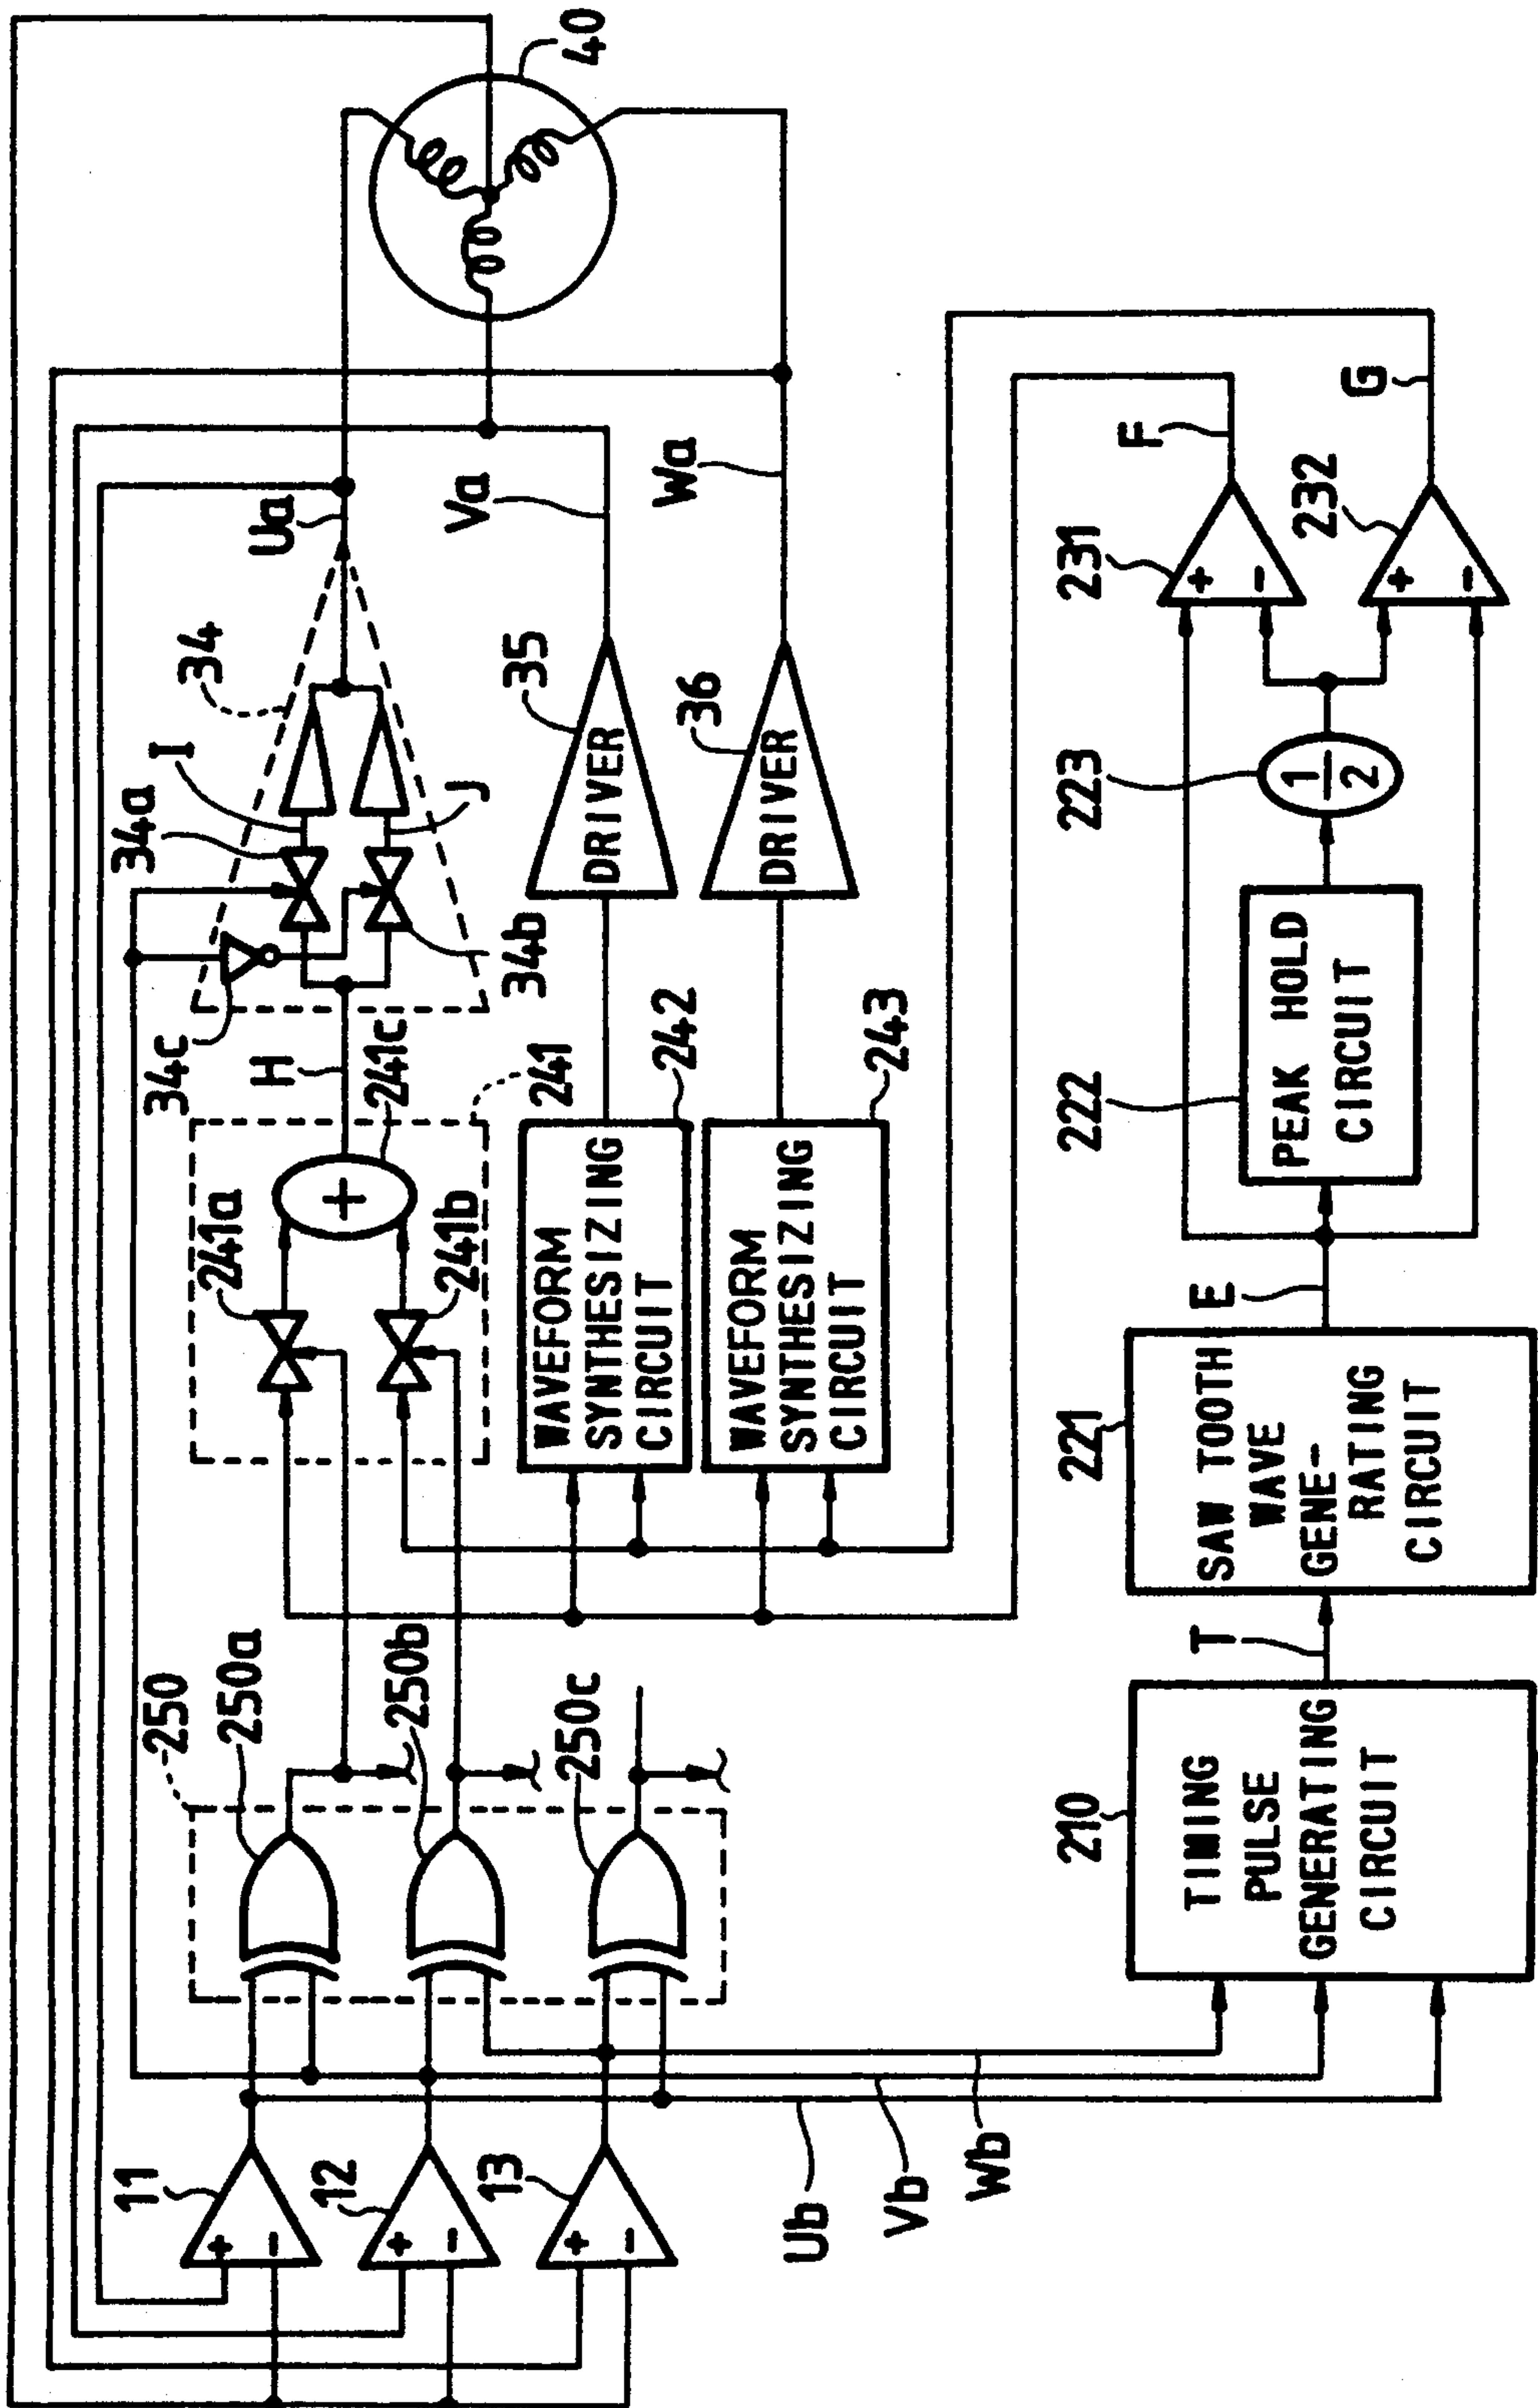 40
Ua
34
I
34a
J
34b
34c
H
241c
241
241a
241b
Va
35
DRIVER
Wa
36
DRIVER
242
WAVEFORM
SYNTHESIZING
CIRCUIT
243
WAVEFORM
SYNTHESIZING
CIRCUIT
250
250a
250b
250c
11
+
-
12
+
-
13
+
-
Ub
Vb
Wb
210
TIMING
PULSE
GENERATING
CIRCUIT
T
221
SAW TOOTH
WAVE
GENE-
RATING
CIRCUIT
E
222
PEAK HOLD
CIRCUIT
223
1
2
231
+
-
F
232
+
-
G
+